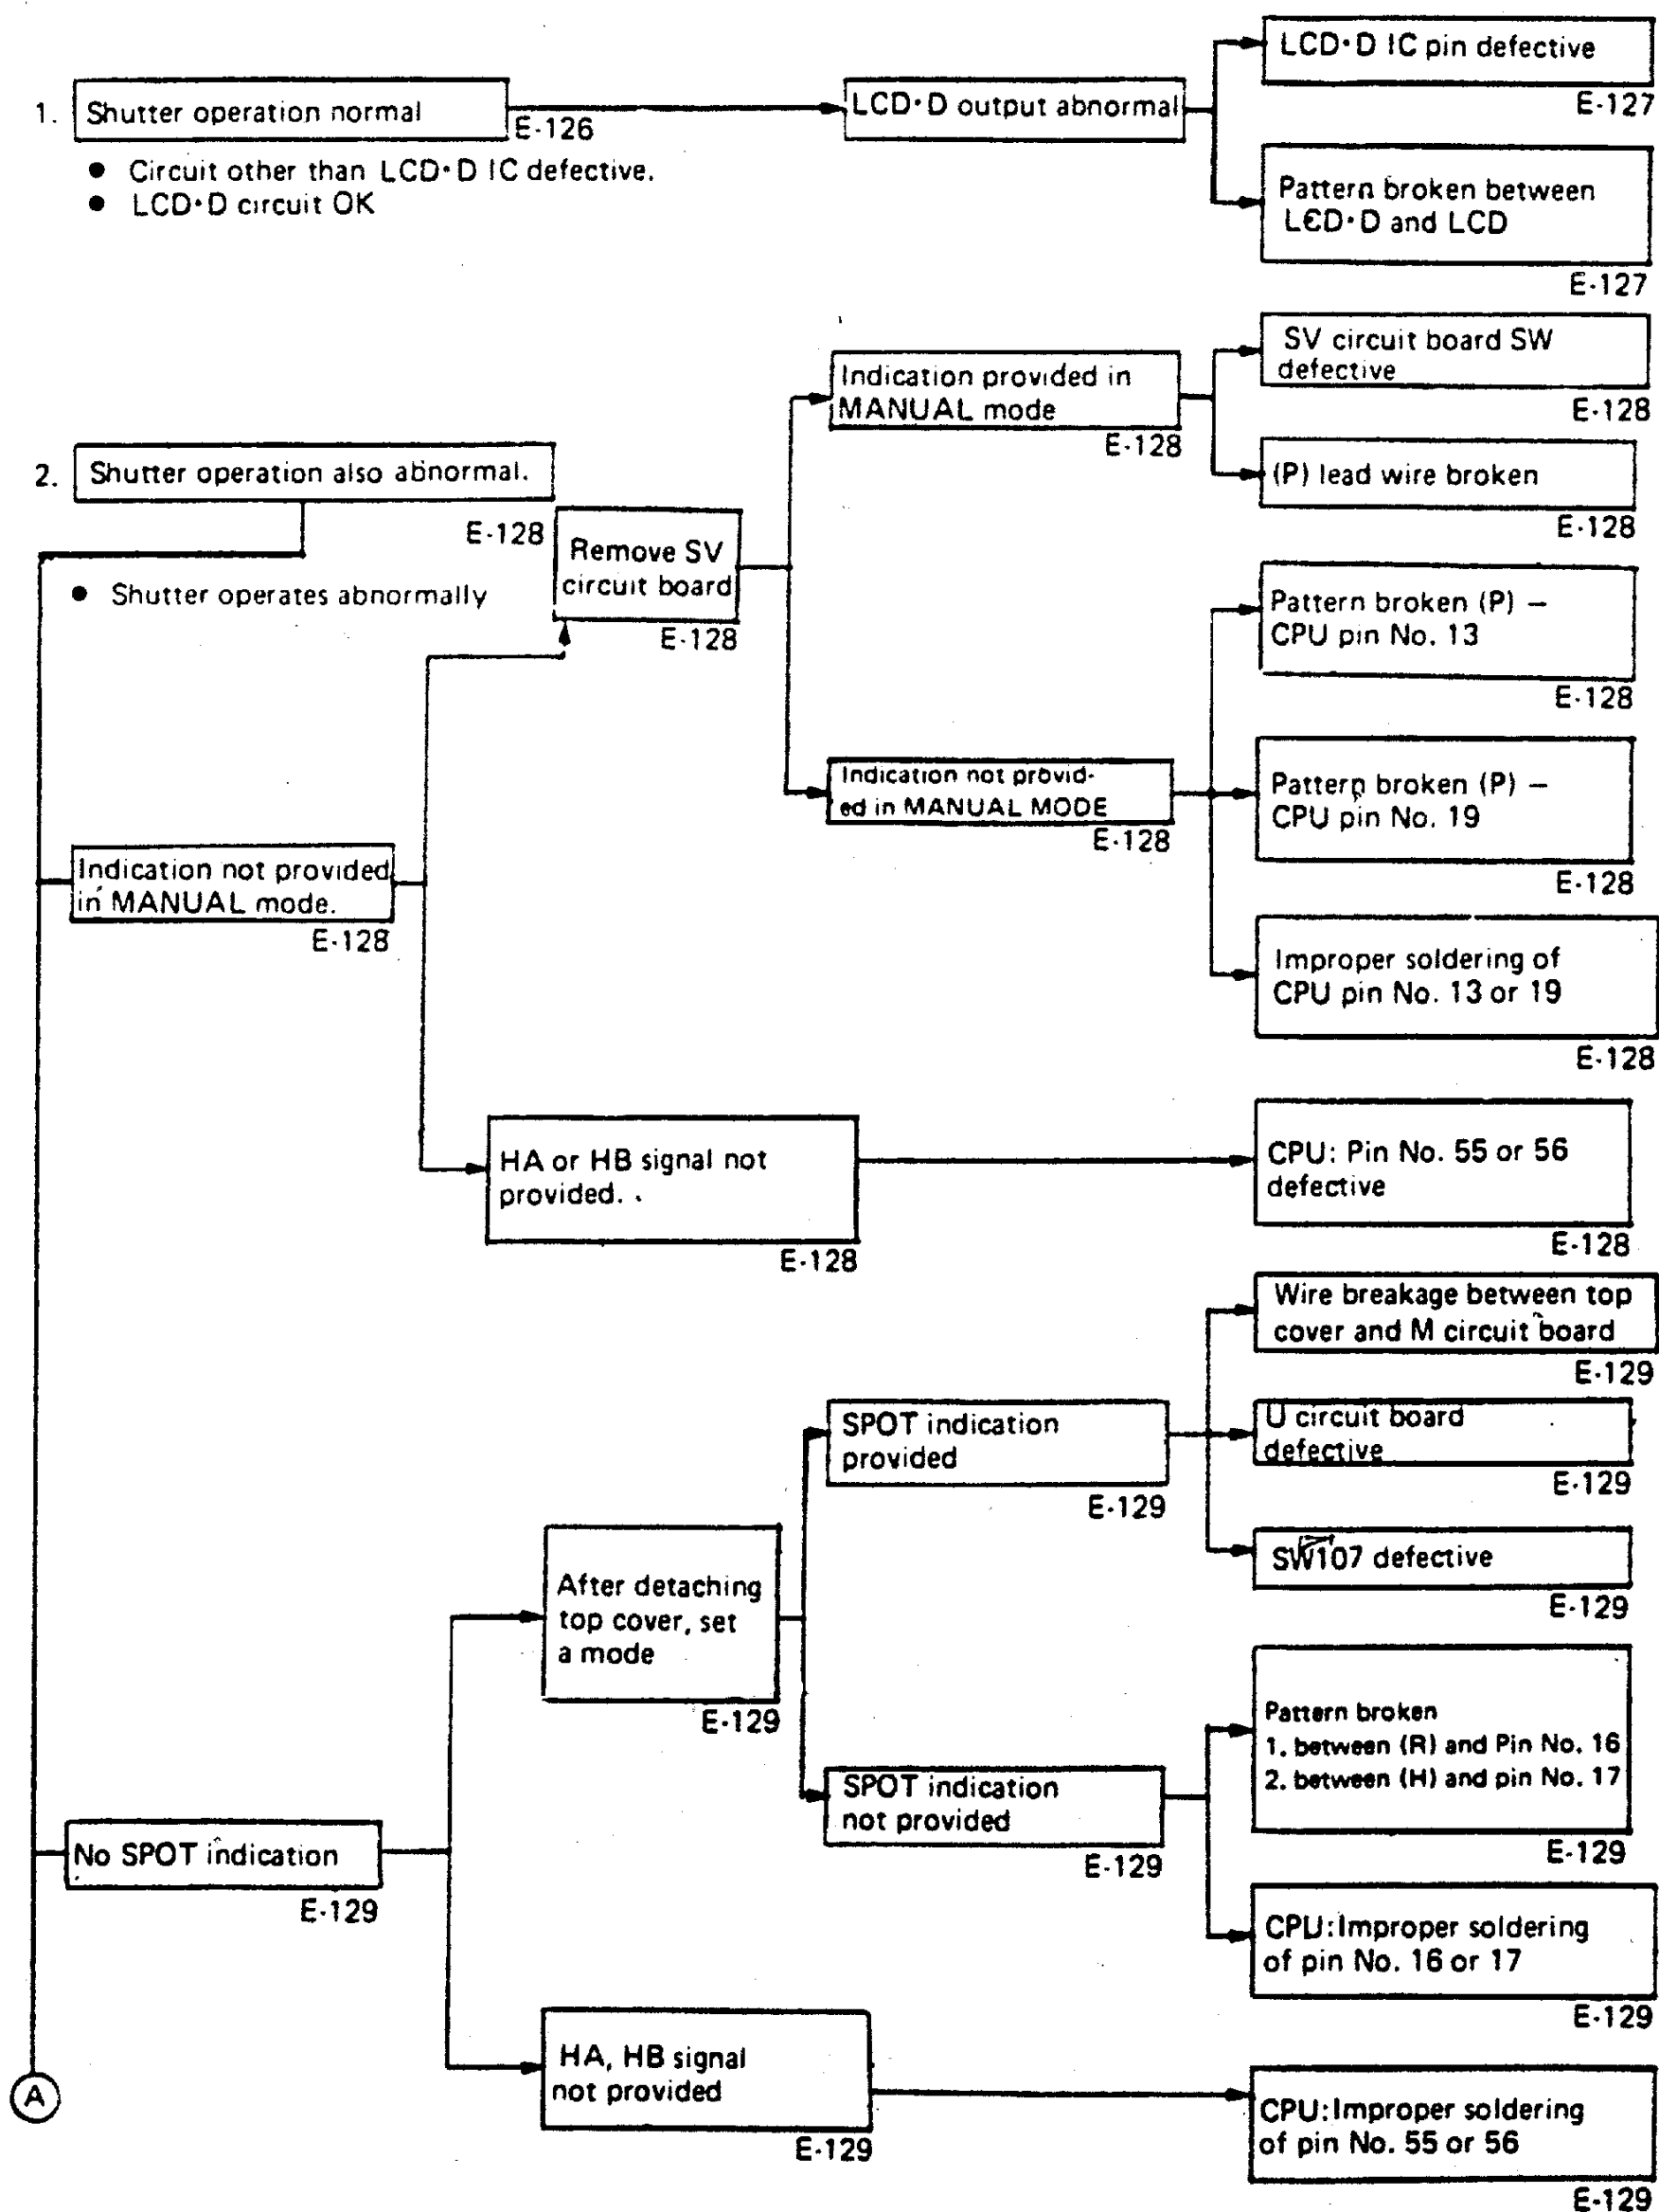 1. Shutter operation normal
E-126
• Circuit other than LCD·D IC defective.
• LCD·D circuit OK
LCD·D output abnormal
LCD·D IC pin defective
E-127
Pattern broken between
LCD·D and LCD
E-127
2. Shutter operation also abnormal.
E-128
• Shutter operates abnormally
Indication not provided
in MANUAL mode.
E-128
Remove SV
circuit board
E-128
Indication provided in
MANUAL mode
E-128
SV circuit board SW
defective
E-128
(P) lead wire broken
E-128
Indication not provid-
ed in MANUAL MODE
E-128
Pattern broken (P) –
CPU pin No. 13
E-128
Pattern broken (P) –
CPU pin No. 19
E-128
Improper soldering of
CPU pin No. 13 or 19
E-128
HA or HB signal not
provided.
E-128
CPU: Pin No. 55 or 56
defective
E-128
No SPOT indication
E-129
After detaching
top cover, set
a mode
E-129
SPOT indication
provided
E-129
Wire breakage between top
cover and M circuit board
E-129
U circuit board
defective
E-129
SW107 defective
E-129
SPOT indication
not provided
E-129
Pattern broken
1. between (R) and Pin No. 16
2. between (H) and pin No. 17
E-129
CPU:Improper soldering
of pin No. 16 or 17
E-129
HA, HB signal
not provided
E-129
CPU:Improper soldering
of pin No. 55 or 56
E-129
A